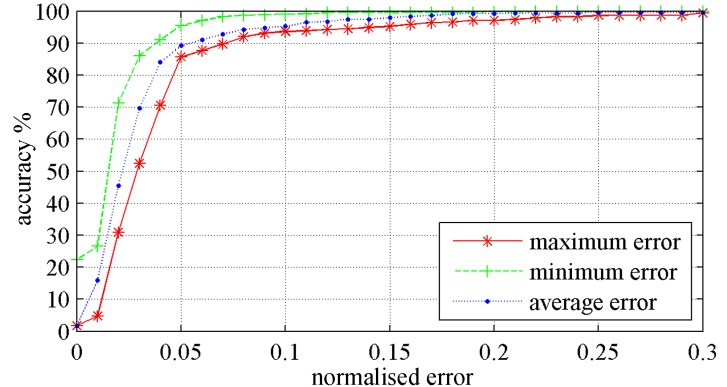 accuracy %
100
90
80
70
60
50
40
30
20
10
0
0 0.05 0.1 0.15 0.2 0.25 0.3
normalised error
maximum error
minimum error
average error